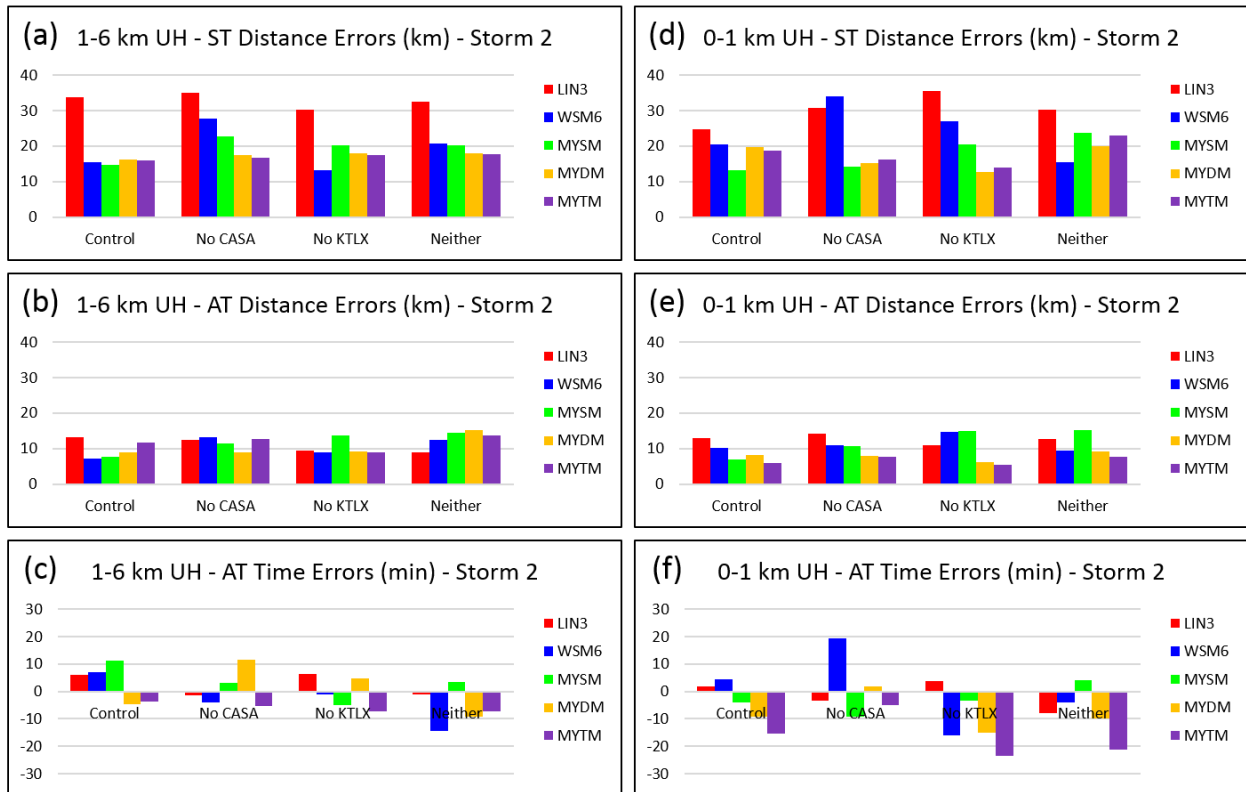 (a) 1-6 km UH - ST Distance Errors (km) - Storm 2
40
30
20
10
0
Control No CASA No KTLX Neither
LIN3
WSM6
MYSM
MYDM
MYTM
(d) 0-1 km UH - ST Distance Errors (km) - Storm 2
40
30
20
10
0
Control No CASA No KTLX Neither
LIN3
WSM6
MYSM
MYDM
MYTM
(b) 1-6 km UH - AT Distance Errors (km) - Storm 2
40
30
20
10
0
Control No CASA No KTLX Neither
LIN3
WSM6
MYSM
MYDM
MYTM
(e) 0-1 km UH - AT Distance Errors (km) - Storm 2
40
30
20
10
0
Control No CASA No KTLX Neither
LIN3
WSM6
MYSM
MYDM
MYTM
(c) 1-6 km UH - AT Time Errors (min) - Storm 2
30
20
10
0
-10
-20
-30
Control No CASA No KTLX Neither
LIN3
WSM6
MYSM
MYDM
MYTM
(f) 0-1 km UH - AT Time Errors (min) - Storm 2
30
20
10
0
-10
-20
-30
Control No CASA No KTLX Neither
LIN3
WSM6
MYSM
MYDM
MYTM